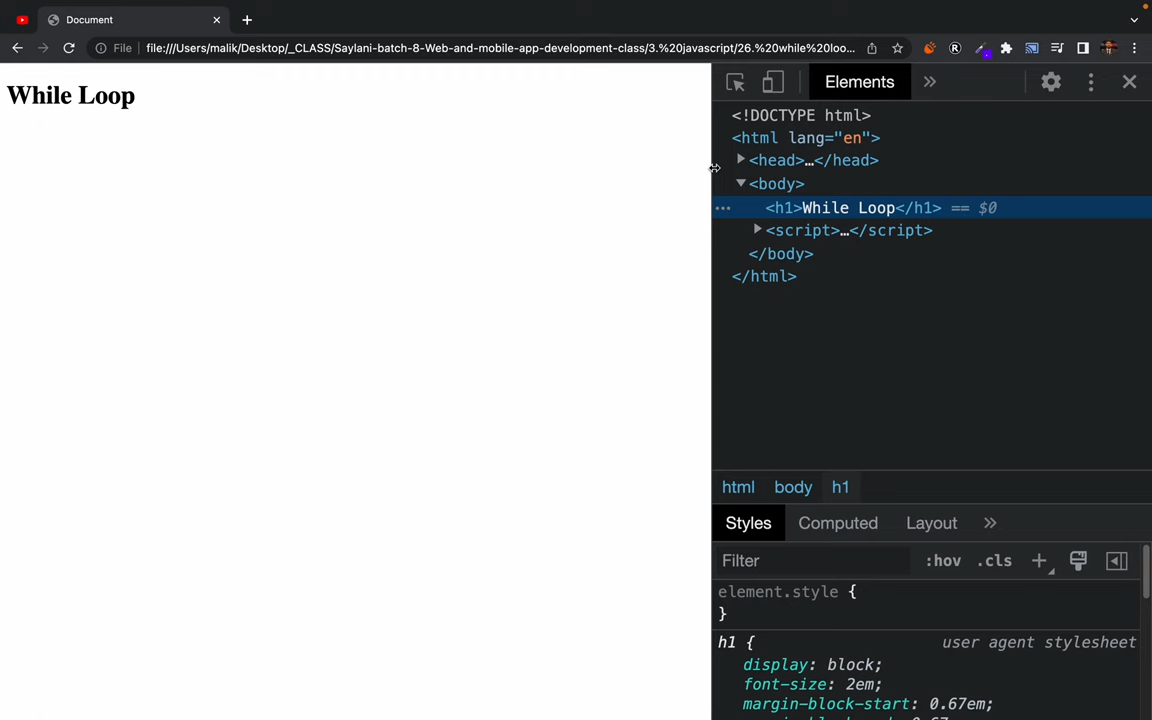 Document
File
file:///Users/malik/Desktop/_CLASS/Saylani-batch-8-Web-and-mobile-app-development-class/3.%20javascript/26.%20while%20loo...
While Loop
Elements
<!DOCTYPE html>
<html lang="en">
<head>…</head>
<body>
<h1>While Loop</h1> == $0
<script>…</script>
</body>
</html>
html body h1
Styles Computed Layout
Filter :hov .cls
element.style {
}
h1 { user agent stylesheet
display: block;
font-size: 2em;
margin-block-start: 0.67em;